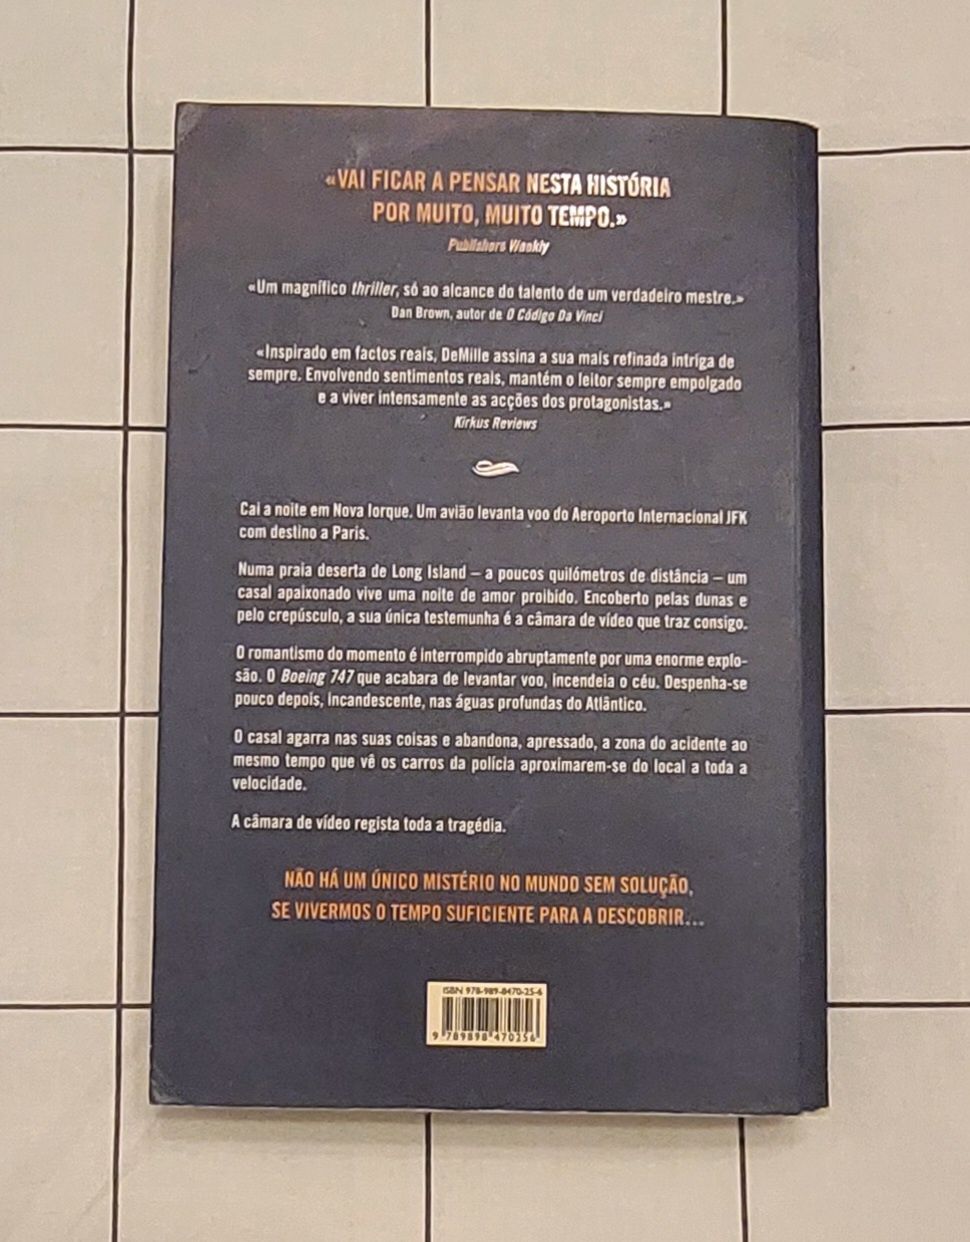 «VAI FICAR A PENSAR NESTA HISTÓRIA
POR MUITO, MUITO TEMPO.»
Publishers Weekly
«Um magnífico thriller, só ao alcance do talento de um verdadeiro mestre.»
Dan Brown, autor de O Código Da Vinci
«Inspirado em factos reais, DeMille assina a sua mais refinada intriga de
sempre. Envolvendo sentimentos reais, mantém o leitor sempre empolgado
e a viver intensamente as acções dos protagonistas.»
Kirkus Reviews
Cai a noite em Nova Iorque. Um avião levanta voo do Aeroporto Internacional JFK
com destino a Paris.
Numa praia deserta de Long Island – a poucos quilómetros de distância – um
casal apaixonado vive uma noite de amor proibido. Encoberto pelas dunas e
pelo crepúsculo, a sua única testemunha é a câmara de vídeo que traz consigo.
O romantismo do momento é interrompido abruptamente por uma enorme explo-
são. O Boeing 747 que acabara de levantar voo, incendeia o céu. Despenha-se
pouco depois, incandescente, nas águas profundas do Atlântico.
O casal agarra nas suas coisas e abandona, apressado, a zona do acidente ao
mesmo tempo que vê os carros da polícia aproximarem-se do local a toda a
velocidade.
A câmara de vídeo regista toda a tragédia.
NÃO HÁ UM ÚNICO MISTÉRIO NO MUNDO SEM SOLUÇÃO,
SE VIVERMOS O TEMPO SUFICIENTE PARA A DESCOBRIR...
ISBN 978-989-8470-25-6
9 789898 470256